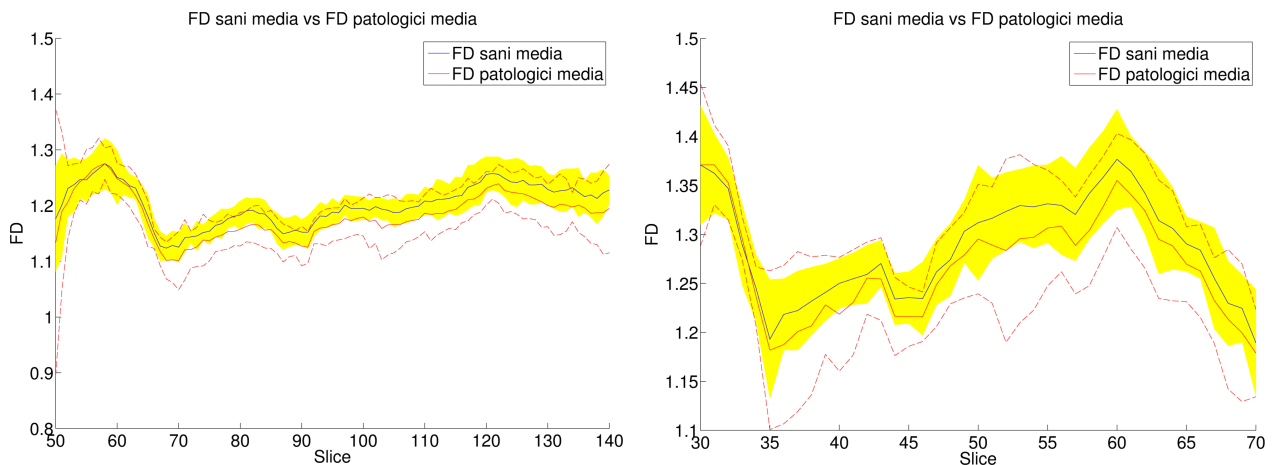 FD sani media vs FD patologici media
1.5
1.4
1.3
1.2
1.1
1
0.9
0.8
FD
50 60 70 80 90 100 110 120 130 140
Slice
FD sani media
FD patologici media
FD sani media vs FD patologici media
1.5
1.45
1.4
1.35
1.3
1.25
1.2
1.15
1.1
FD
30 35 40 45 50 55 60 65 70
Slice
FD sani media
FD patologici media